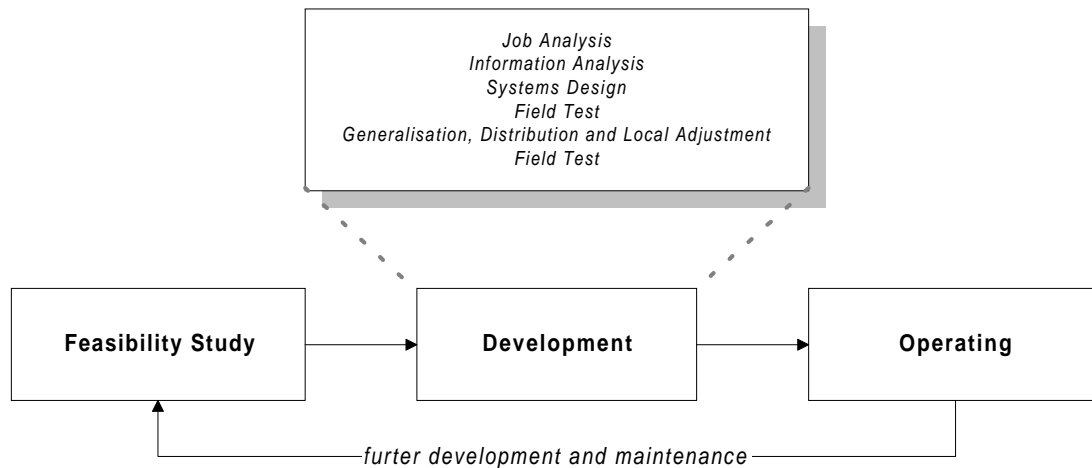 Job Analysis
Information Analysis
Systems Design
Field Test
Generalisation, Distribution and Local Adjustment
Field Test
Feasibility Study
Development
Operating
furter development and maintenance